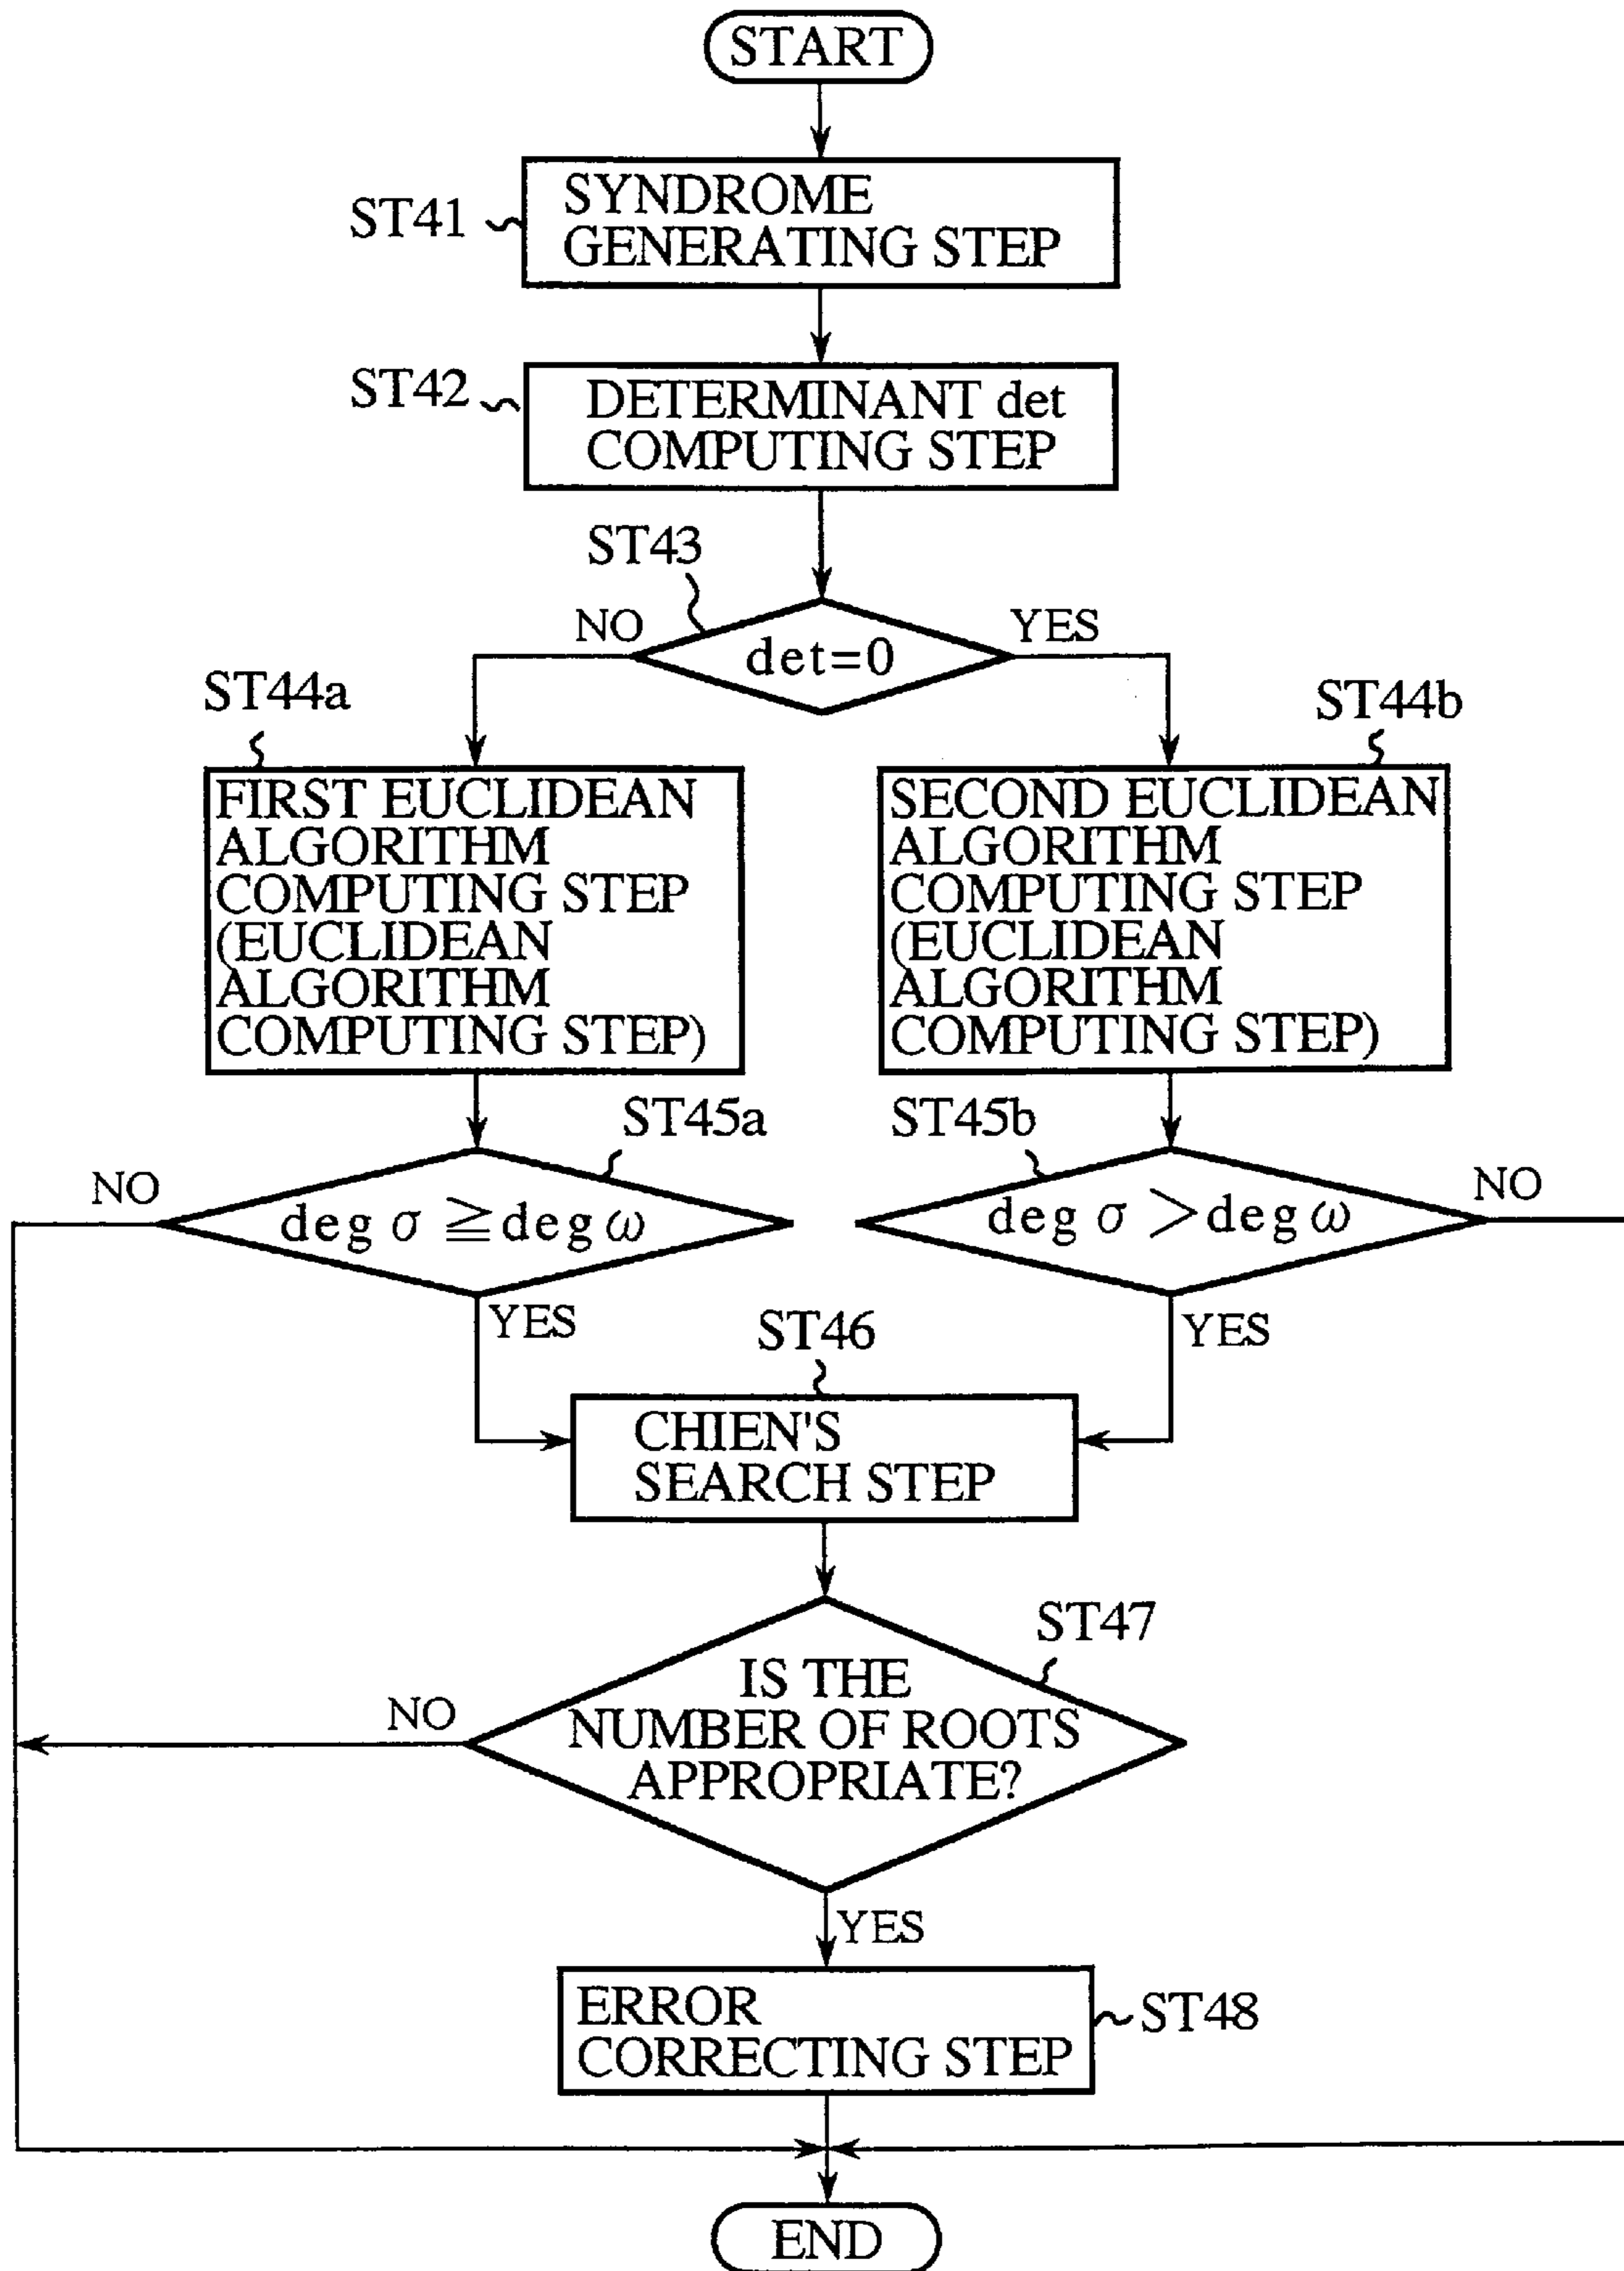 START
ST41
SYNDROME
GENERATING STEP
ST42
DETERMINANT det
COMPUTING STEP
ST43
NO
YES
det=0
ST44a
ST44b
FIRST EUCLIDEAN
ALGORITHM
COMPUTING STEP
(EUCLIDEAN
ALGORITHM
COMPUTING STEP)
SECOND EUCLIDEAN
ALGORITHM
COMPUTING STEP
(EUCLIDEAN
ALGORITHM
COMPUTING STEP)
ST45a
ST45b
NO
deg σ ≧ deg ω
deg σ > deg ω
NO
YES
YES
ST46
CHIEN'S
SEARCH STEP
ST47
IS THE
NUMBER OF ROOTS
APPROPRIATE?
NO
YES
ERROR
CORRECTING STEP
ST48
END